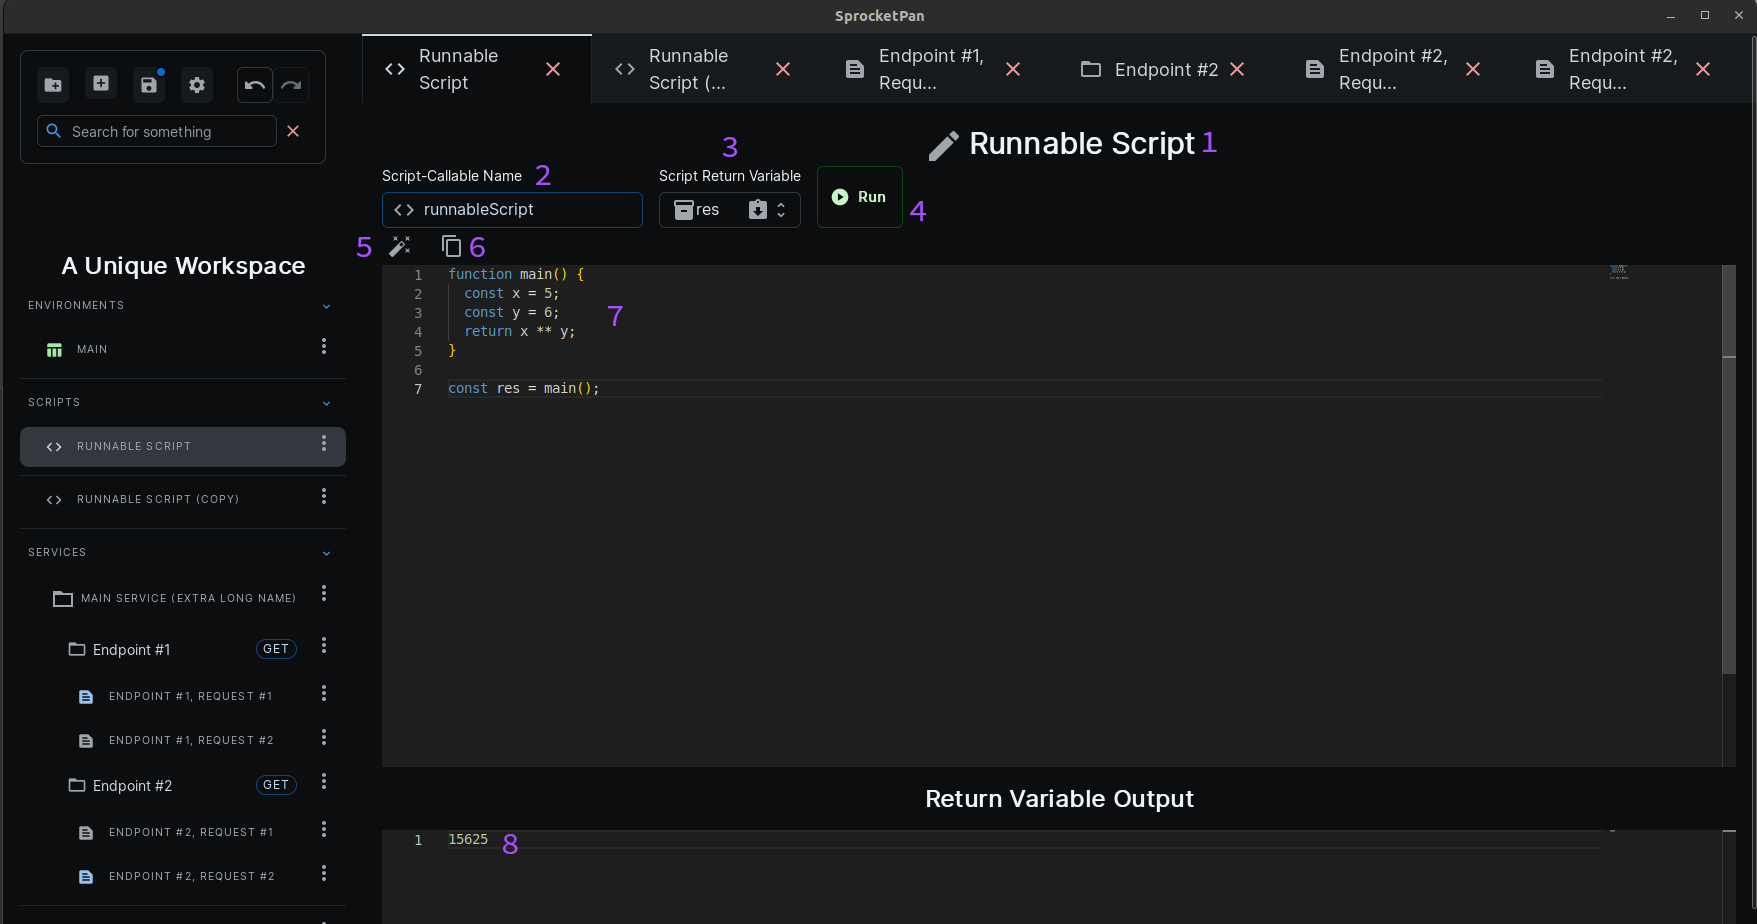 SprocketPan
Runnable Script
Runnable Script (...
Endpoint #1, Requ...
Endpoint #2
Endpoint #2, Requ...
Endpoint #2, Requ...
Search for something
A Unique Workspace
ENVIRONMENTS
MAIN
SCRIPTS
RUNNABLE SCRIPT
RUNNABLE SCRIPT (COPY)
SERVICES
MAIN SERVICE (EXTRA LONG NAME)
Endpoint #1 GET
ENDPOINT #1, REQUEST #1
ENDPOINT #1, REQUEST #2
Endpoint #2 GET
ENDPOINT #2, REQUEST #1
ENDPOINT #2, REQUEST #2
Runnable Script 1
Script-Callable Name 2
runnableScript
3
Script Return Variable
res
Run
4
5
6
1 function main() {
2 const x = 5;
3 const y = 6; 7
4 return x ** y;
5 }
6
7 const res = main();
Return Variable Output
1 15625 8